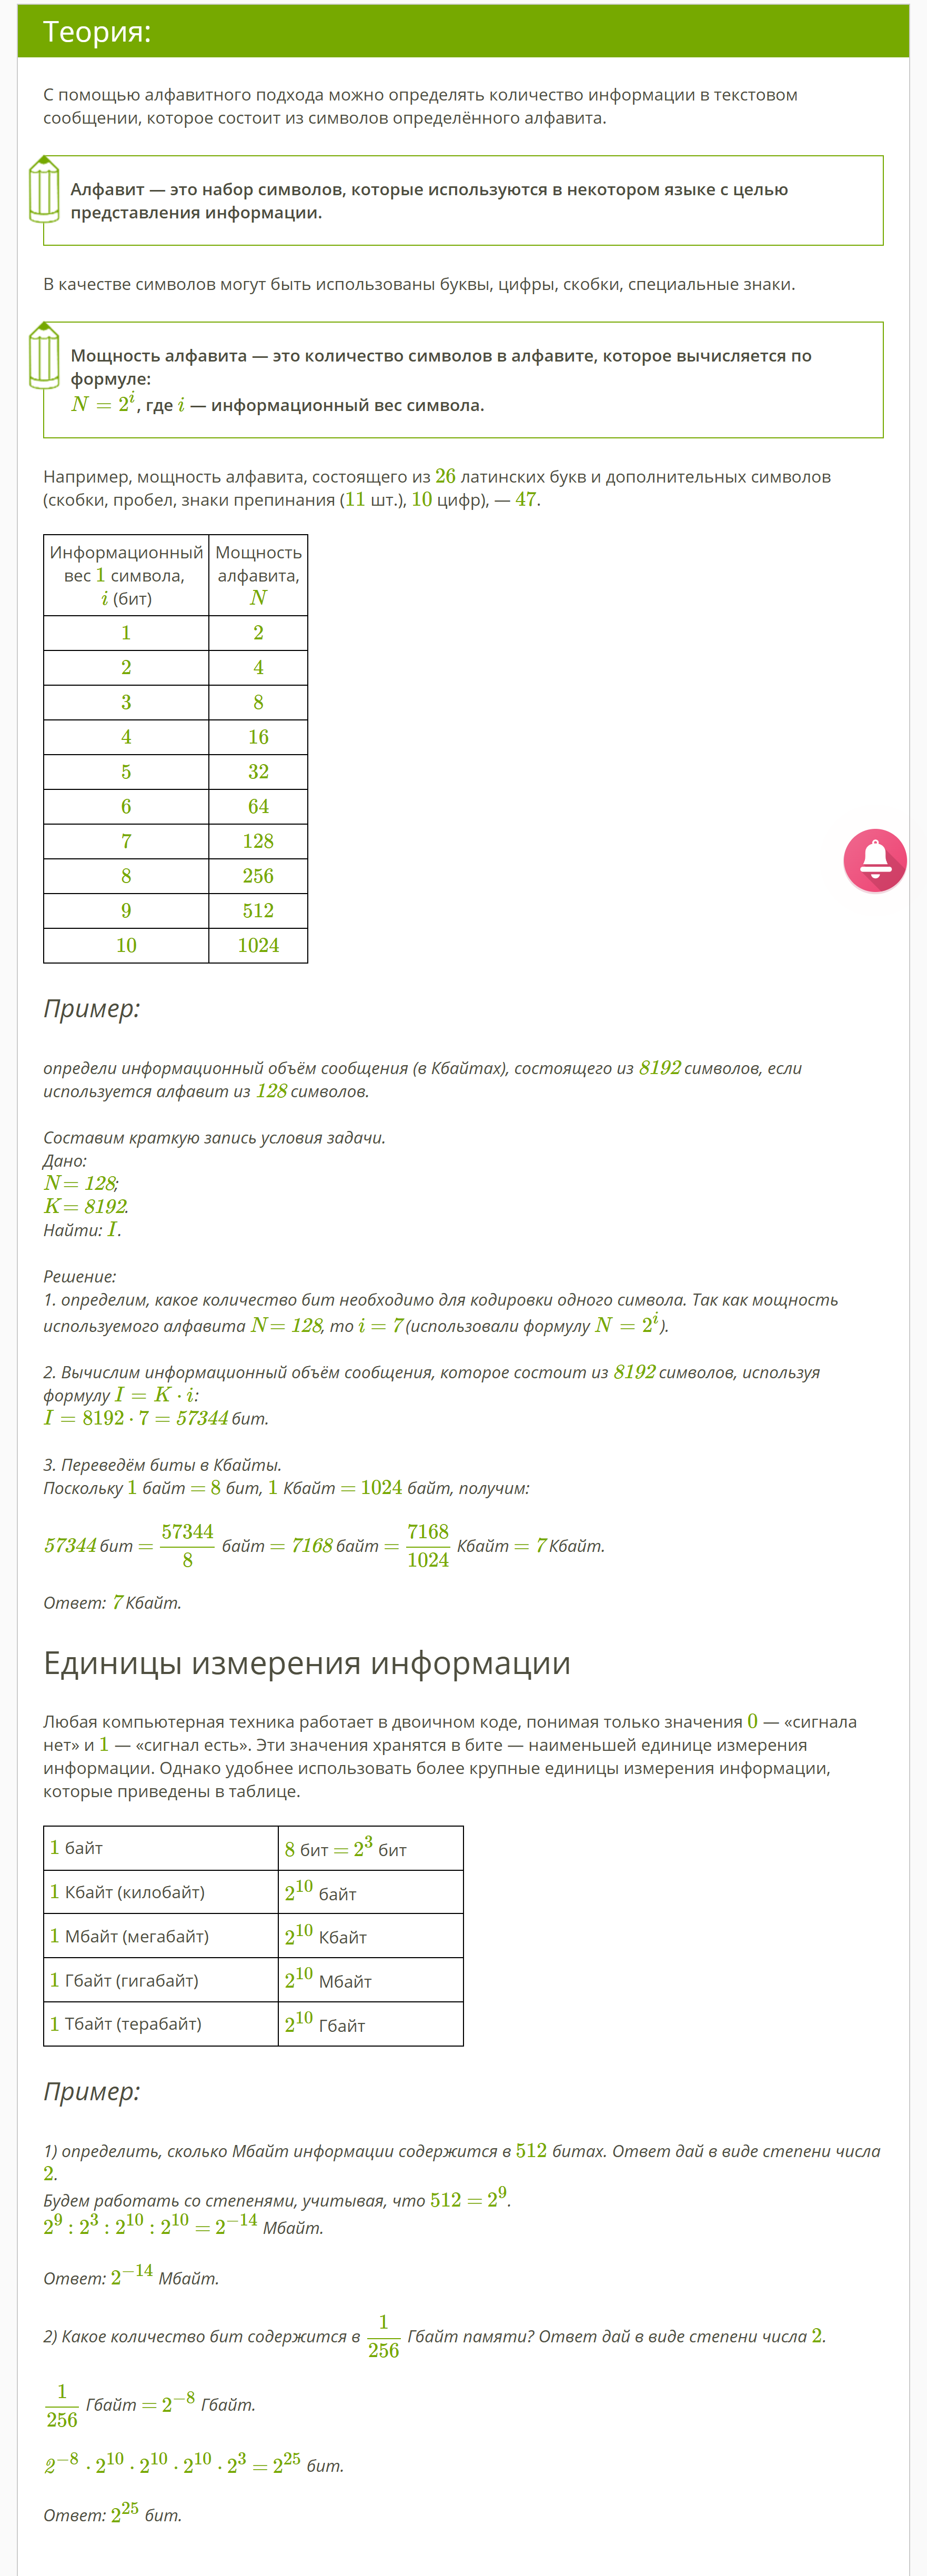 Теория:
С помощью алфавитного подхода можно определять количество информации в текстовом
сообщении, которое состоит из символов определённого алфавита.
Алфавит — это набор символов, которые используются в некотором языке с целью
представления информации.
В качестве символов могут быть использованы буквы, цифры, скобки, специальные знаки.
Мощность алфавита — это количество символов в алфавите, которое вычисляется по
формуле:
N = 2^i, где i — информационный вес символа.
Например, мощность алфавита, состоящего из 26 латинских букв и дополнительных символов
(скобки, пробел, знаки препинания (11 шт.), 10 цифр), — 47.
Информационный Мощность
вес 1 символа, алфавита,
i (бит) N
1 2
2 4
3 8
4 16
5 32
6 64
7 128
8 256
9 512
10 1024
Пример:
определи информационный объём сообщения (в Кбайтах), состоящего из 8192 символов, если
используется алфавит из 128 символов.
Составим краткую запись условия задачи.
Дано:
N = 128;
K = 8192.
Найти: I.
Решение:
1. определим, какое количество бит необходимо для кодировки одного символа. Так как мощность
используемого алфавита N = 128, то i = 7 (использовали формулу N = 2^i).
2. Вычислим информационный объём сообщения, которое состоит из 8192 символов, используя
формулу I = K · i:
I = 8192 · 7 = 57344 бит.
3. Переведём биты в Кбайты.
Поскольку 1 байт = 8 бит, 1 Кбайт = 1024 байт, получим:
57344 бит = 57344/8 байт = 7168 байт = 7168/1024 Кбайт = 7 Кбайт.
Ответ: 7 Кбайт.
Единицы измерения информации
Любая компьютерная техника работает в двоичном коде, понимая только значения 0 — «сигнала
нет» и 1 — «сигнал есть». Эти значения хранятся в бите — наименьшей единице измерения
информации. Однако удобнее использовать более крупные единицы измерения информации,
которые приведены в таблице.
1 байт 8 бит = 2^3 бит
1 Кбайт (килобайт) 2^10 байт
1 Мбайт (мегабайт) 2^10 Кбайт
1 Гбайт (гигабайт) 2^10 Мбайт
1 Тбайт (терабайт) 2^10 Гбайт
Пример:
1) определить, сколько Мбайт информации содержится в 512 битах. Ответ дай в виде степени числа
2.
Будем работать со степенями, учитывая, что 512 = 2^9.
2^9 : 2^3 : 2^10 : 2^10 = 2^−14 Мбайт.
Ответ: 2^−14 Мбайт.
2) Какое количество бит содержится в 1/256 Гбайт памяти? Ответ дай в виде степени числа 2.
1/256 Гбайт = 2^−8 Гбайт.
2^−8 · 2^10 · 2^10 · 2^10 · 2^3 = 2^25 бит.
Ответ: 2^25 бит.